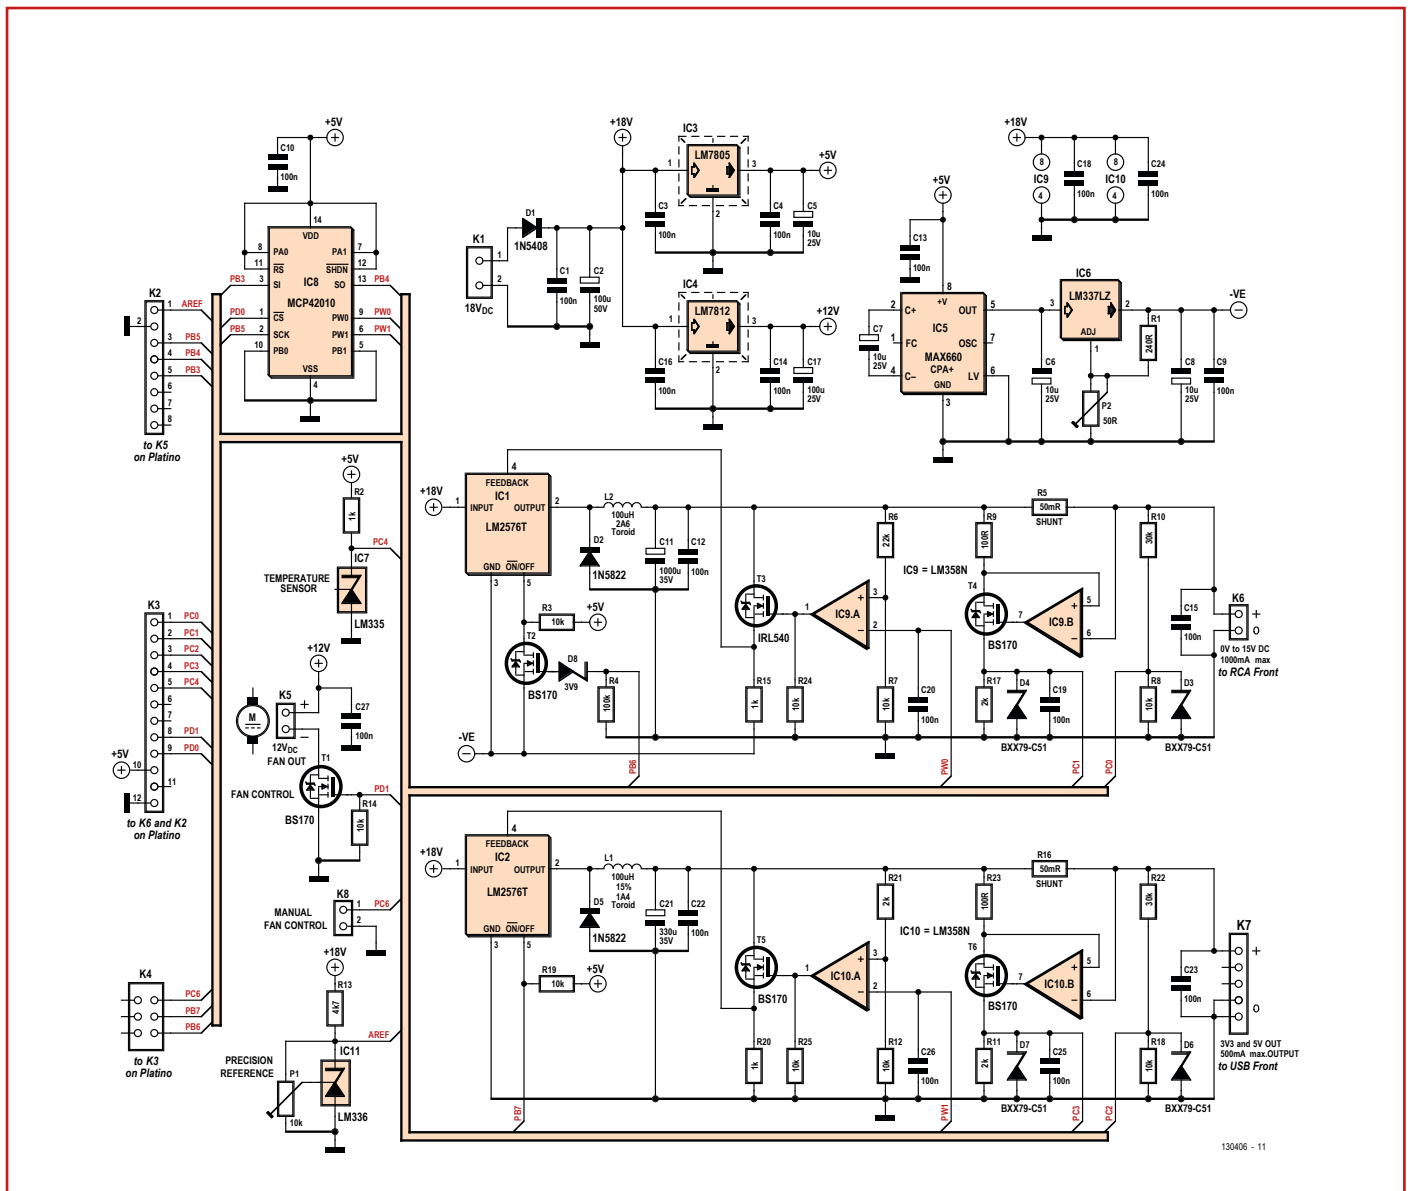 +5V
C10
100n
14
VDD
8
PA0
PA1
7
11
RS
SHDN
12
PB3
3
SI
IC8
SO
13
PB4
MCP42010
PD0
1
CS
PW0
9
PW0
PB5
2
SCK
PW1
6
PW1
10
PB0
PB1
5
VSS
4
K2
1
AREF
2
3
PB5
4
PB4
5
PB3
6
7
8
to K5
on Platino
K1
1
2
18VDC
D1
1N5408
C1
100n
C2
100u
50V
+18V
IC3
LM7805
1
3
2
+5V
C3
100n
C4
100n
C5
10u
25V
IC4
LM7812
1
3
2
+12V
C16
100n
C14
100n
C17
100u
25V
+18V
8
IC9
4
C18
100n
8
IC10
4
C24
100n
+5V
C13
100n
8
+V
2
C+
OUT
5
IC5
FC
1
OSC
7
MAX660
CPA+
4
C–
LV
6
GND
3
C7
10u
25V
IC6
LM337LZ
3
2
ADJ
1
R1
240R
C6
10u
25V
P2
50R
C8
10u
25V
C9
100n
-VE
+5V
R2
1k
PC4
IC7
TEMPERATURE
SENSOR
LM335
K3
1
PC0
2
PC1
3
PC2
4
PC3
5
PC4
6
7
8
PD1
9
PD0
+5V
10
11
12
to K6 and K2
on Platino
+12V
K5
M
C27
100n
12VDC
FAN OUT
T1
FAN CONTROL
BS170
PD1
R14
10k
K8
1
PC6
2
MANUAL
FAN CONTROL
K4
PC6
PB7
PB6
to K3
on Platino
+18V
R13
4k7
AREF
IC11
PRECISION
REFERENCE
P1
10k
LM336
+18V
1
4
FEEDBACK
IC1
INPUT
OUTPUT
2
LM2576T
GND
ON/OFF
3
5
L2
100uH
2A6
Toroid
D2
1N5822
C11
1000u
35V
C12
100n
R3
10k
+5V
T2
BS170
D8
3V9
R4
100k
PB6
-VE
T3
IRL540
R15
1k
R24
10k
IC9.A
1
3
2
R6
22k
R7
10k
C20
100n
PW0
IC9 = LM358N
R9
100R
T4
BS170
7
IC9.B
5
6
R17
2k
D4
BXX79-C51
C19
100n
PC1
R5
50mR
SHUNT
PC0
R10
30k
R8
10k
D3
BXX79-C51
C15
100n
K6
+
0
0V to 15V DC
1000mA max
to RCA Front
+18V
1
4
FEEDBACK
IC2
INPUT
OUTPUT
2
LM2576T
GND
ON/OFF
3
5
L1
100uH
15%
1A4
Toroid
D5
1N5822
C21
330u
35V
C22
100n
R19
10k
+5V
PB7
T5
BS170
R20
1k
R25
10k
IC10.A
1
3
2
R21
2k
R12
10k
C26
100n
PW1
IC10 = LM358N
R23
100R
T6
BS170
7
IC10.B
5
6
R11
2k
D7
BXX79-C51
C25
100n
PC3
R16
50mR
SHUNT
PC2
R22
30k
R18
10k
D6
BXX79-C51
C23
100n
K7
+
0
3V3 and 5V OUT
500mA max.OUTPUT
to USB Front
130406 - 11